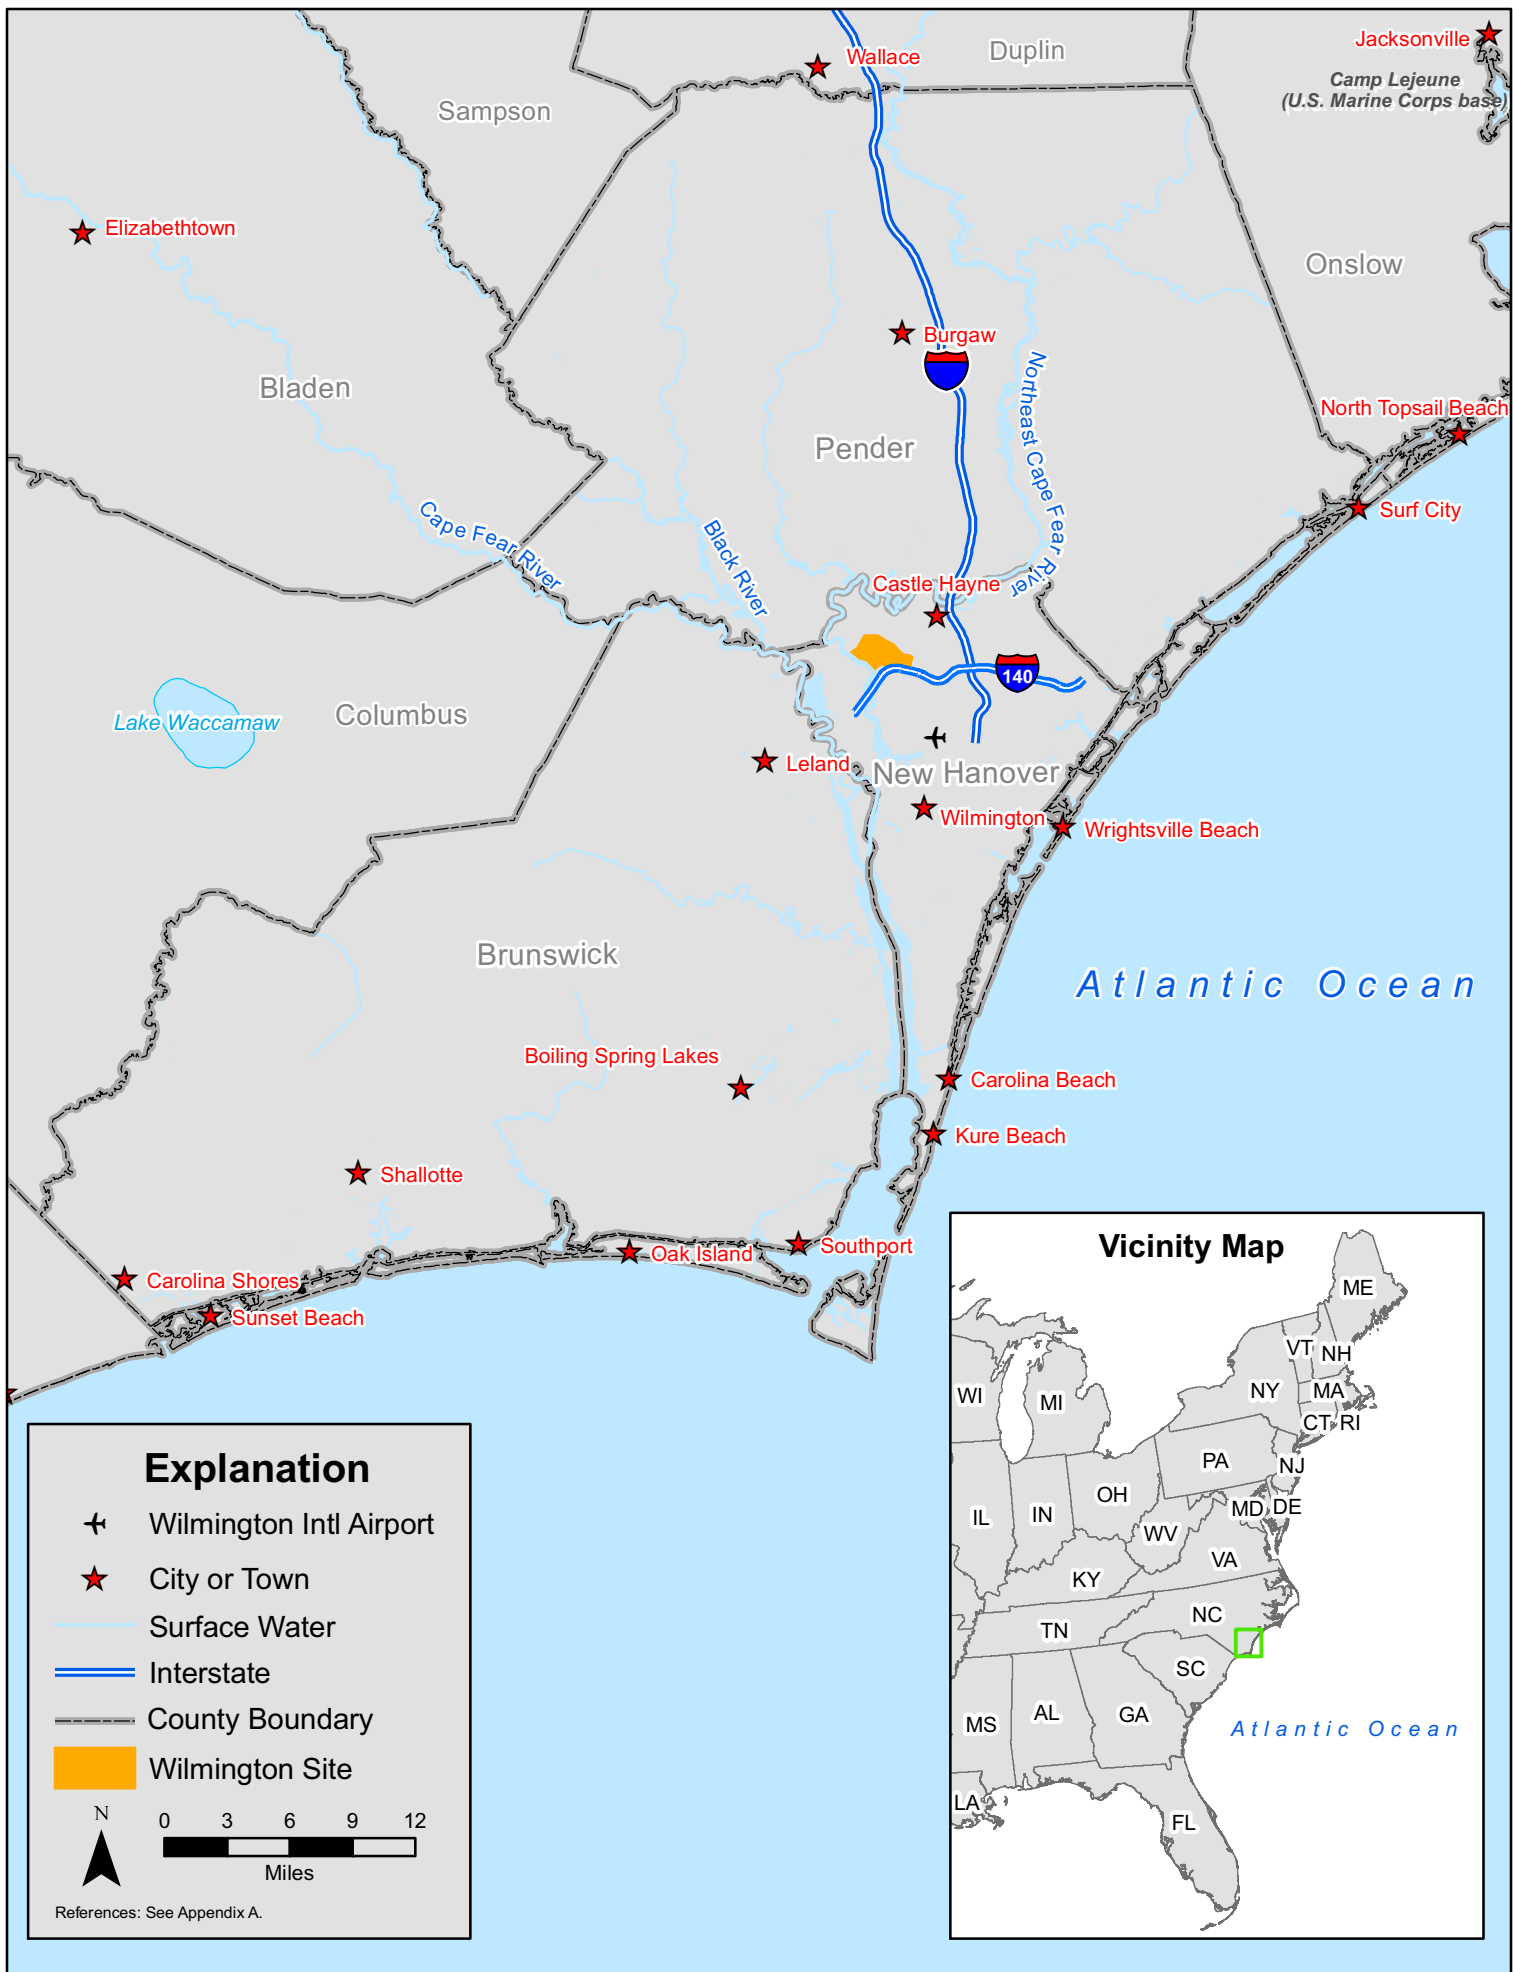 Wallace
Duplin
Jacksonville
Camp Lejeune
(U.S. Marine Corps base)
Sampson
Elizabethtown
Onslow
Burgaw
Bladen
Northeast Cape Fear River
North Topsail Beach
Pender
Surf City
Cape Fear River
Black River
Castle Hayne
140
Lake Waccamaw
Columbus
Leland
New Hanover
Wilmington
Wrightsville Beach
Brunswick
Atlantic Ocean
Boiling Spring Lakes
Carolina Beach
Kure Beach
Shallotte
Oak Island
Southport
Carolina Shores
Sunset Beach
Explanation
Wilmington Intl Airport
City or Town
Surface Water
Interstate
County Boundary
Wilmington Site
N
0 3 6 9 12
Miles
References: See Appendix A.
Vicinity Map
ME
VT
NH
WI
MI
NY
MA
CT RI
PA
NJ
OH
IL
IN
MD DE
WV
VA
KY
NC
TN
SC
MS
AL
GA
Atlantic Ocean
LA
FL